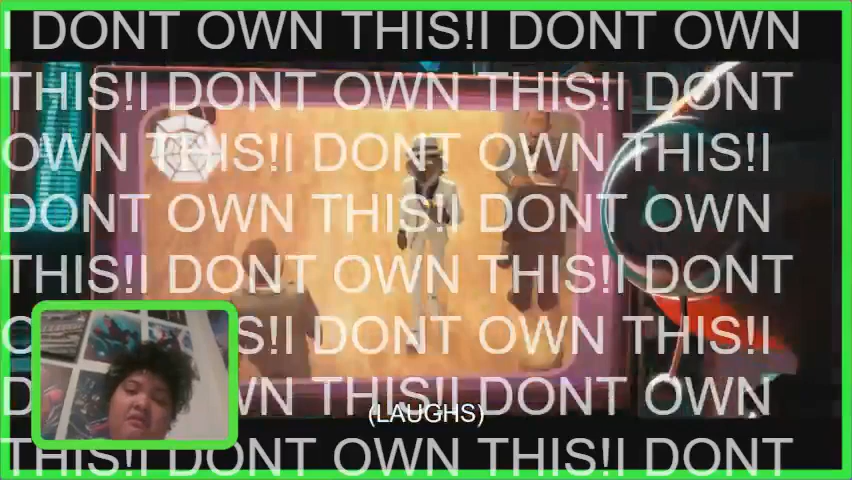 I DONT OWN THIS!I DONT OWN
THIS!I DONT OWN THIS!I DONT
OWN THIS!I DONT OWN THIS!I
DONT OWN THIS!I DONT OWN
THIS!I DONT OWN THIS!I DONT
O S!I DONT OWN THIS!I
D WN THIS!I DONT OWN
(LAUGHS)
THIS!I DONT OWN THIS!I DONT